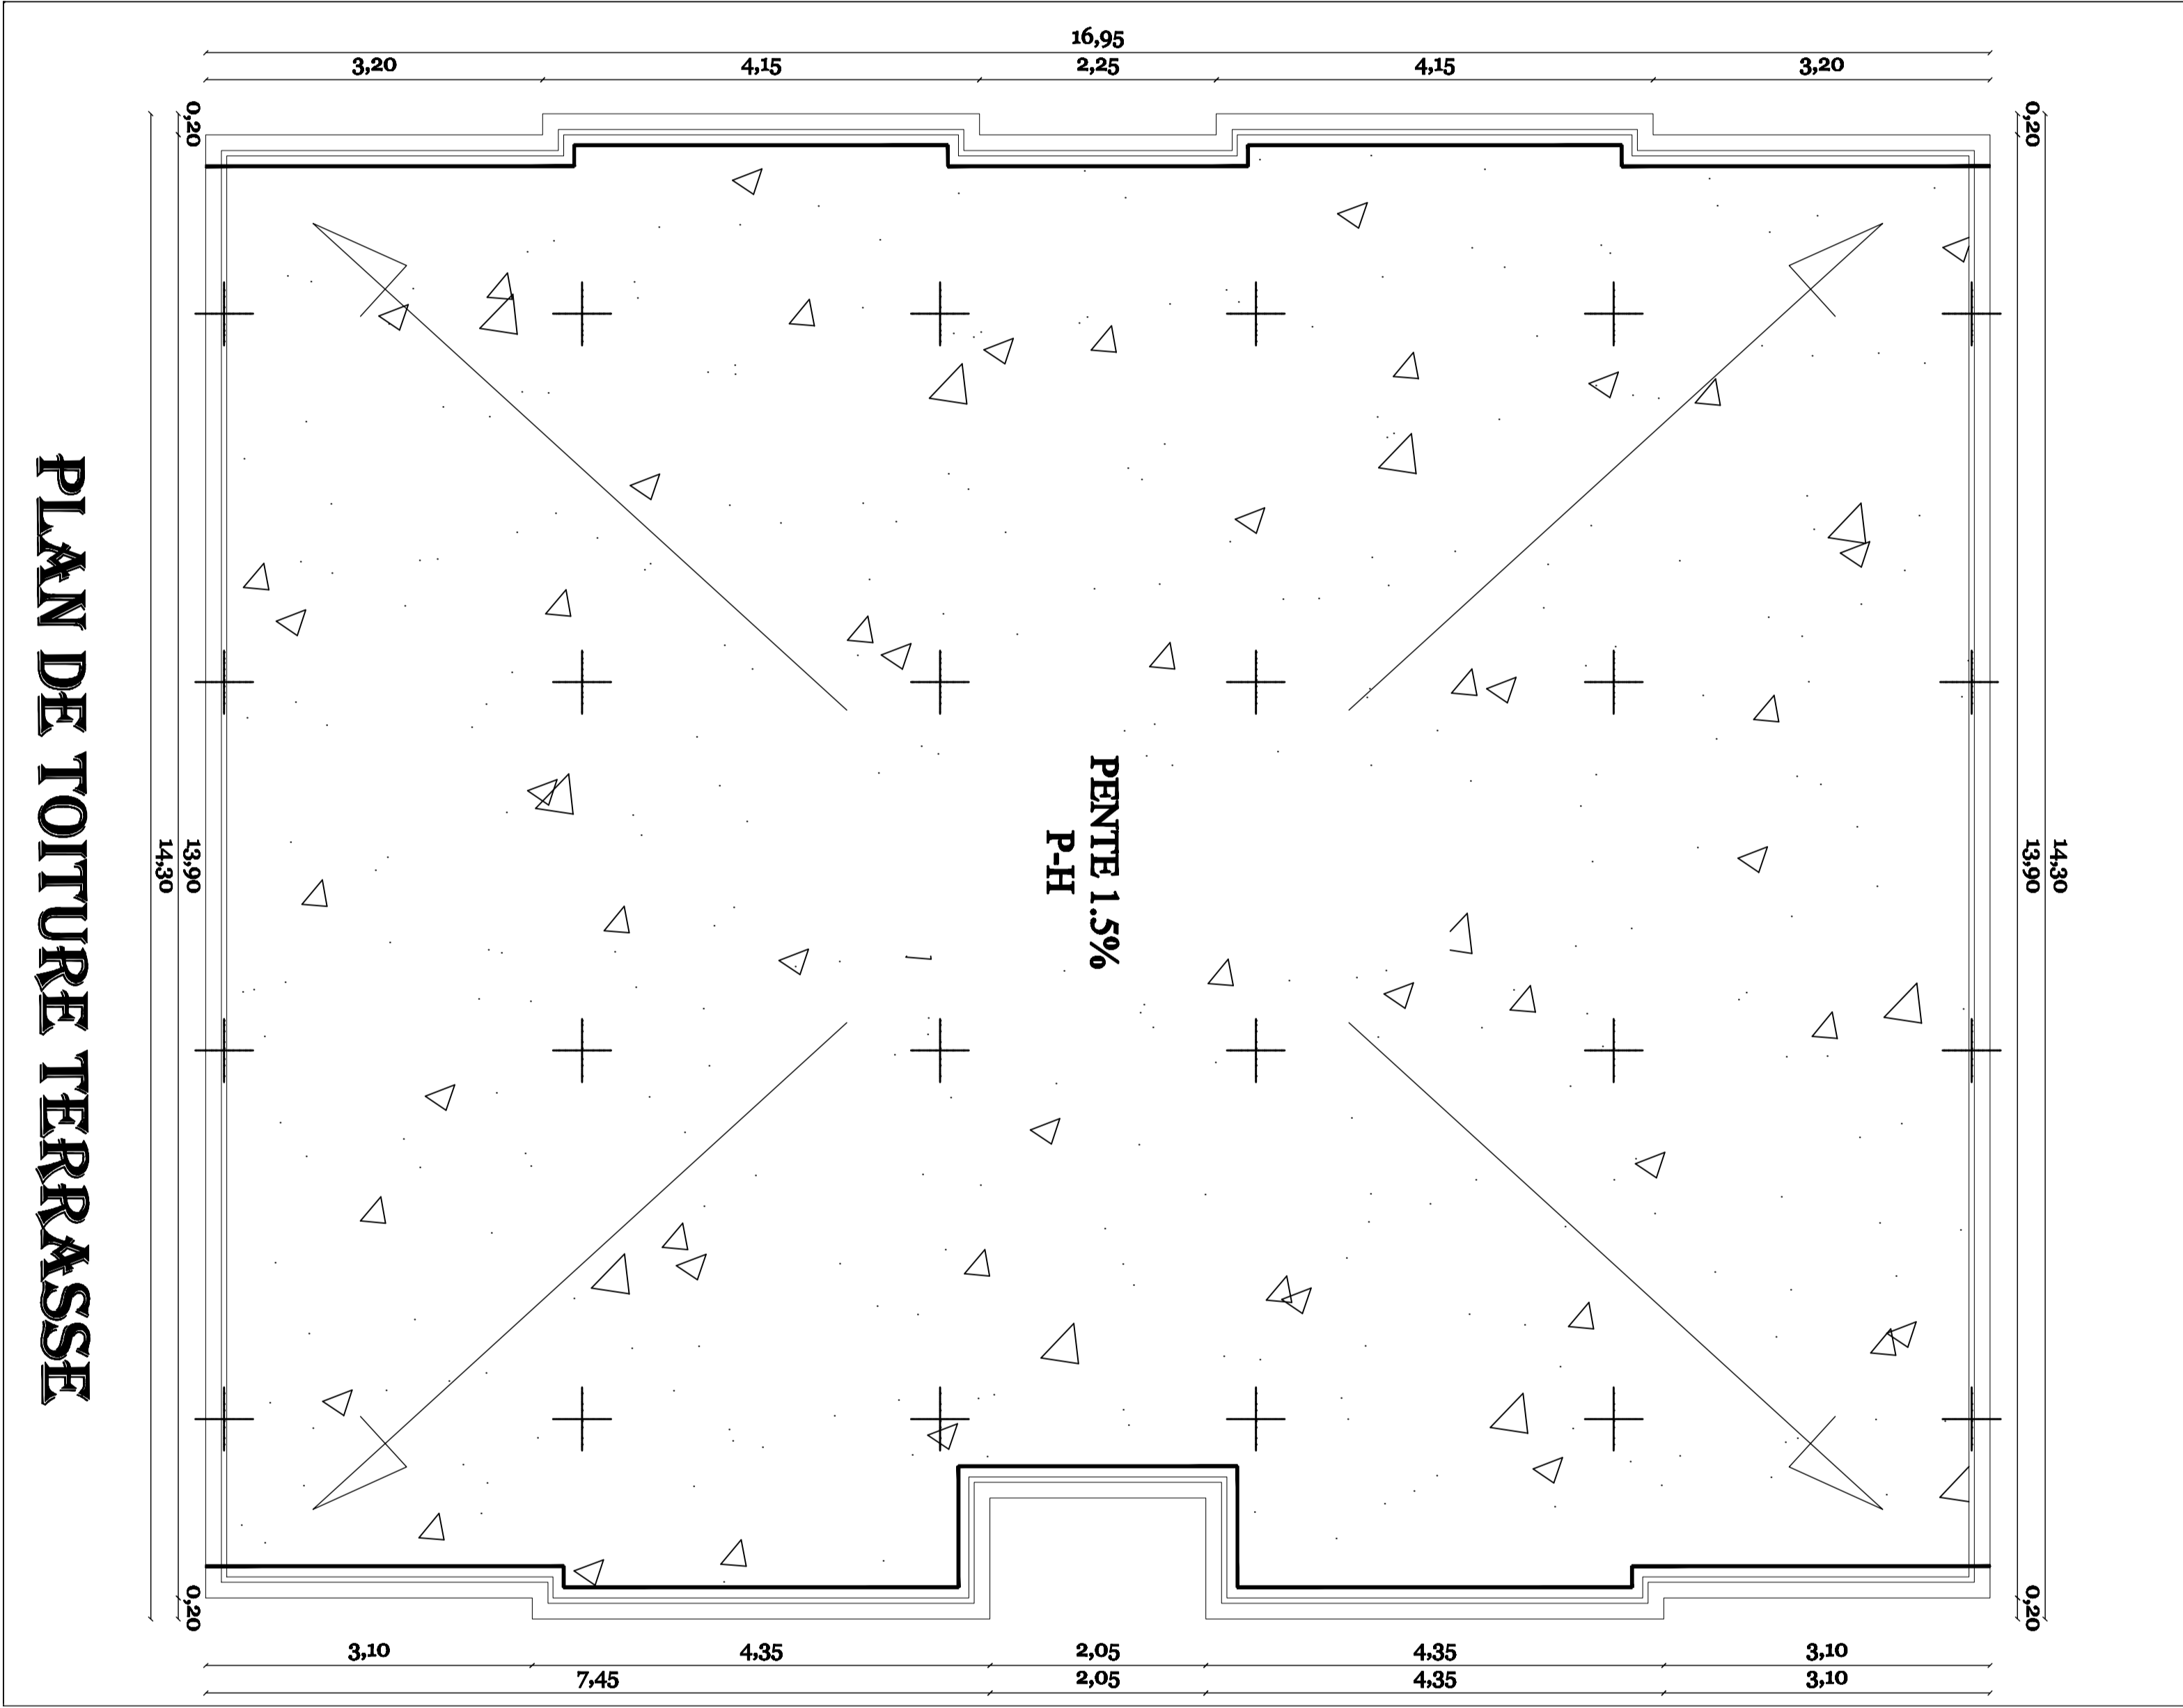 16,95
3,20 4,15 2,25 4,15 3,20
0,20
0,20
PLAN DE TOITURE TERRASSE
14,30
13,90
PENTE 1.5%
P-H
13,90
14,30
0,20
0,20
3,10 4,35 2,05 4,35 3,10
7,45 2,05 4,35 3,10